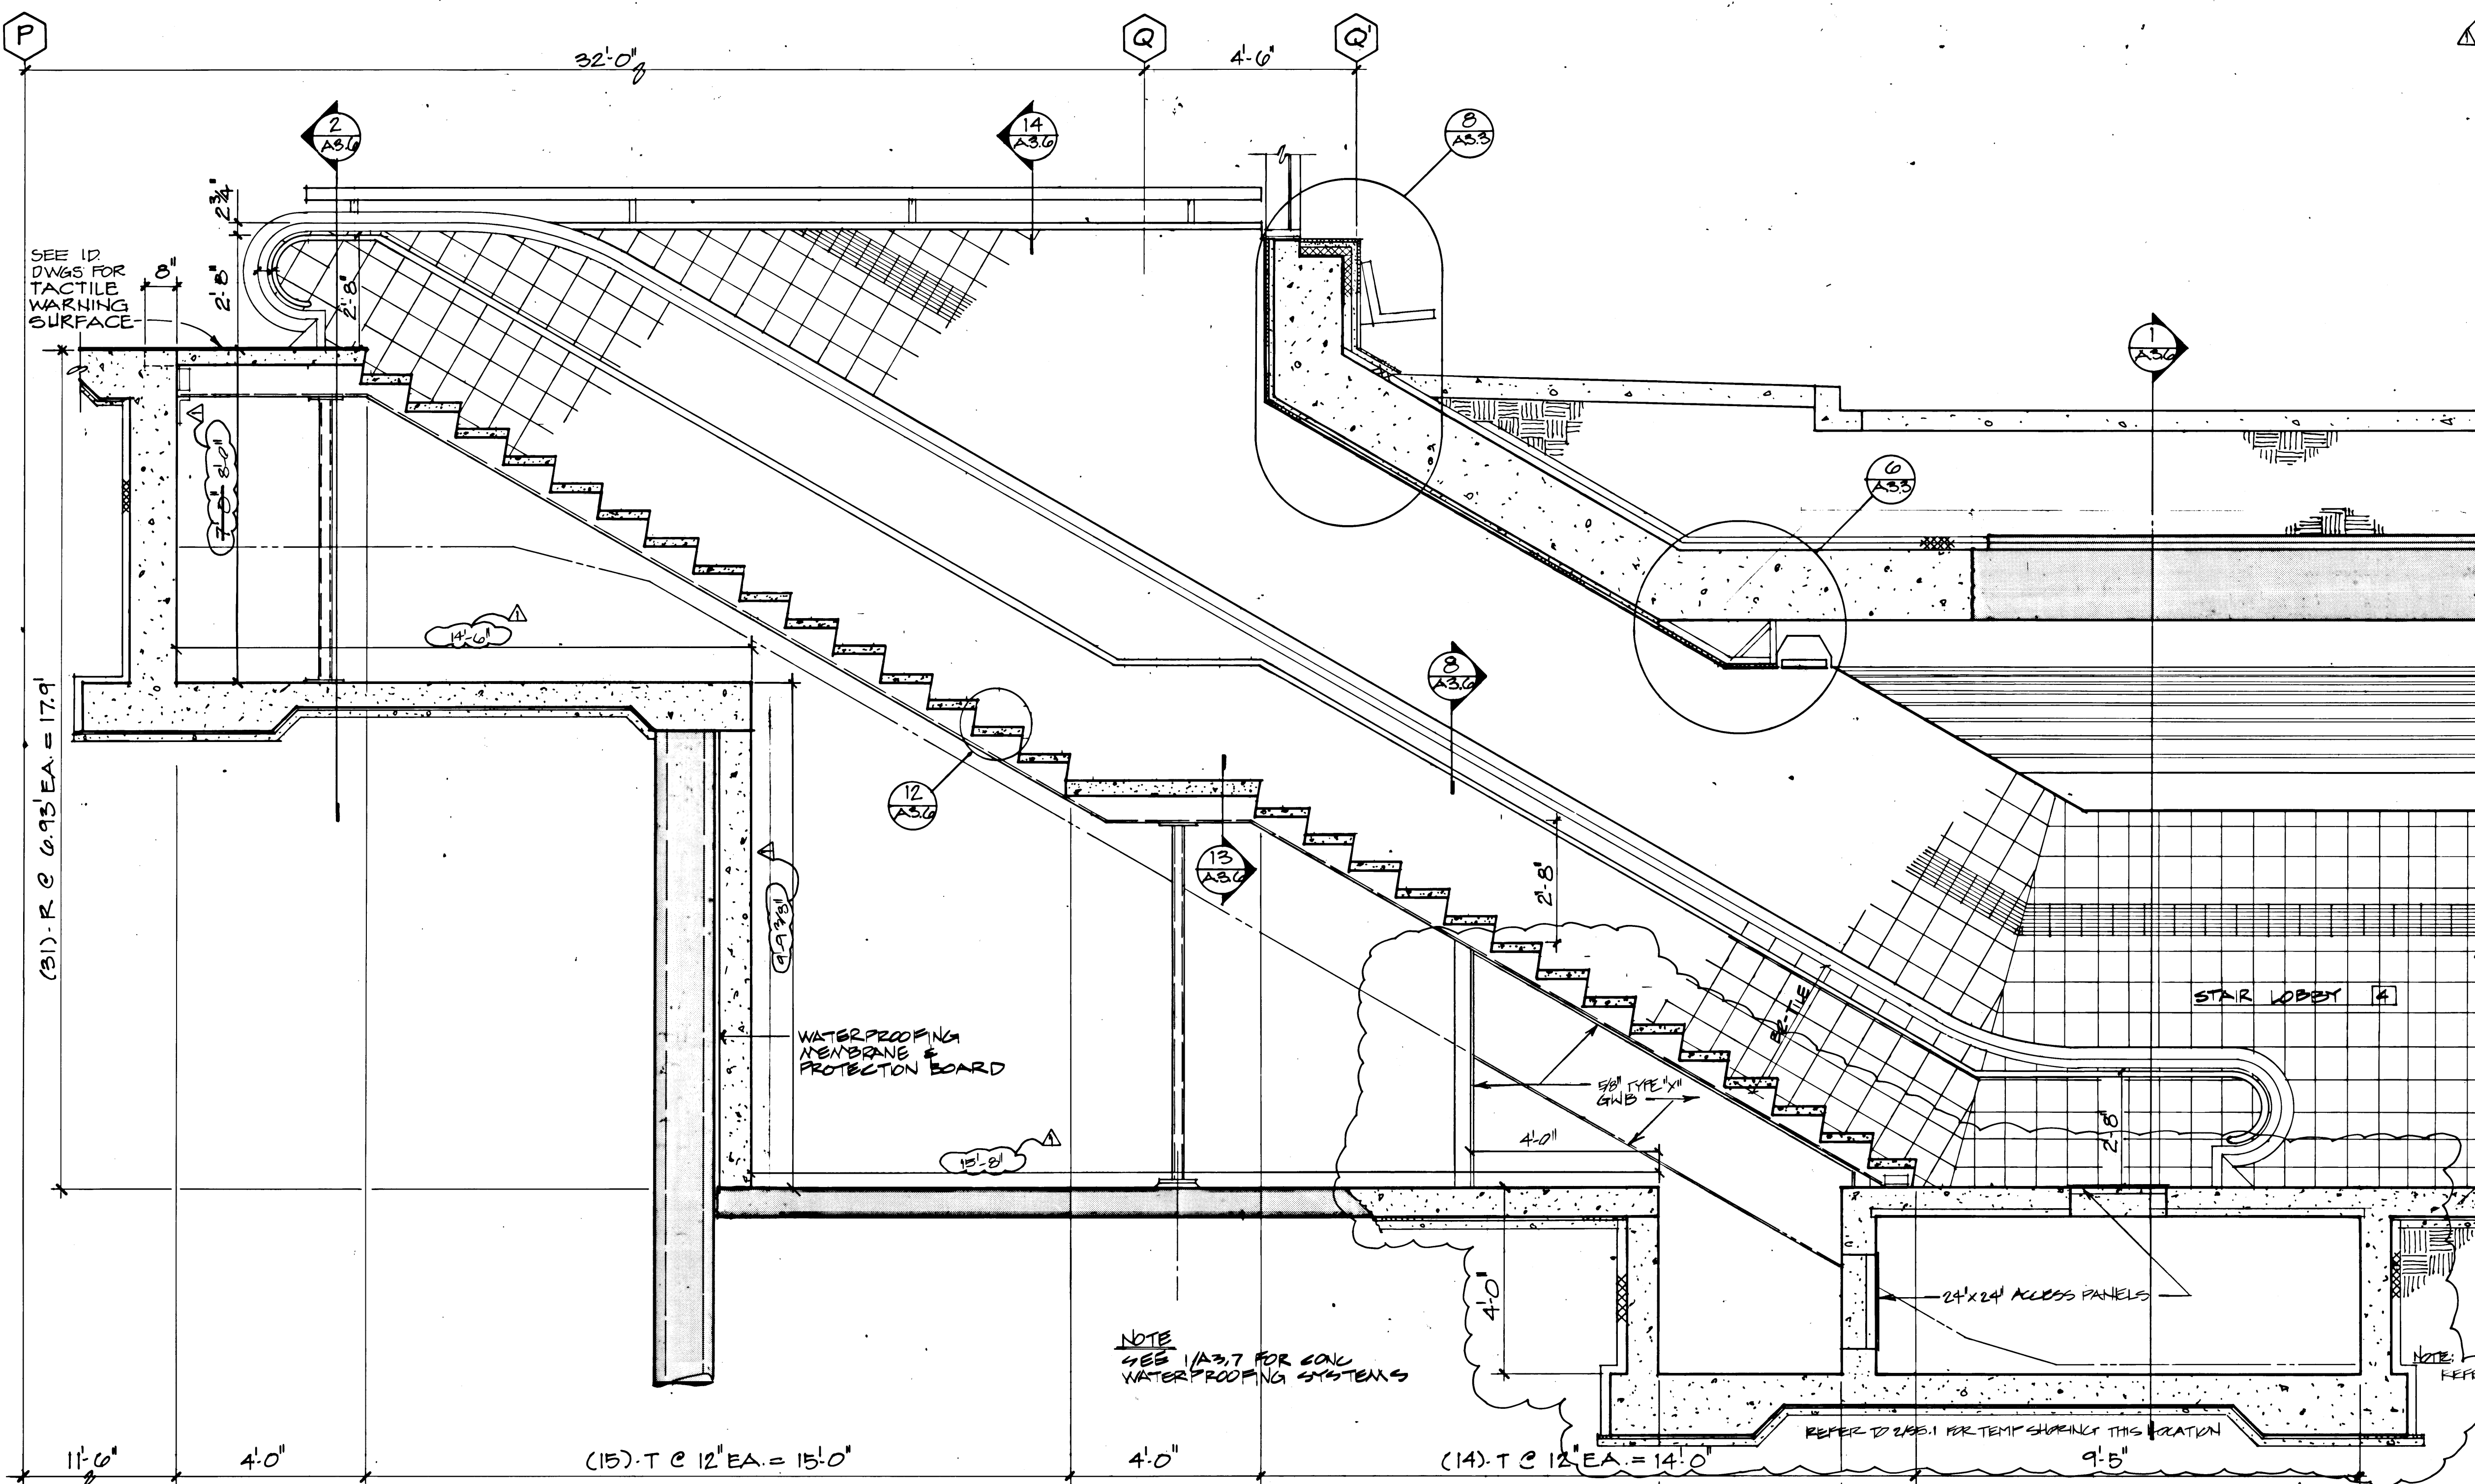 P
Q
Q'
32'-0"
4'-6"
2
A3.6
14
A3.6
8
A3.3
2 3/4"
SEE ID.
DWGS FOR
TACTILE
WARNING
SURFACE
8"
2'-8"
2'-8"
1
A3.6
1
7'-5" 8'-0"
6
A3.3
14'-6"
1
8
A3.6
(31)-R @ 6.93' EA. = 17.9'
12
A3.6
13
A3.6
1
9'-9 3/8"
2'-8"
STAIR LOBBY 4
WATERPROOFING
MEMBRANE &
PROTECTION BOARD
5/8" TYPE "X"
GWB
2'-8"
4'-0"
15'-8"
1
4'-0"
24"x24" ACCESS PANELS
NOTE
SEE 1/A3.7 FOR CONC
WATERPROOFING SYSTEMS
NOTE:
REFER TO 2/S5.1 FOR TEMP SHORING THIS LOCATION
11'-6"
4'-0"
(15)-T @ 12" EA. = 15'-0"
4'-0"
(14)-T @ 12" EA. = 14'-0"
9'-5"